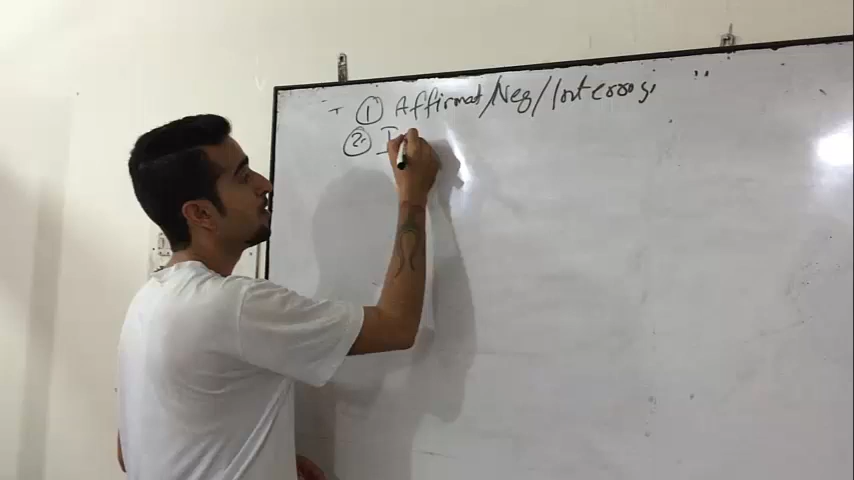 ① Affirmat/Neg/Interrog.
② I